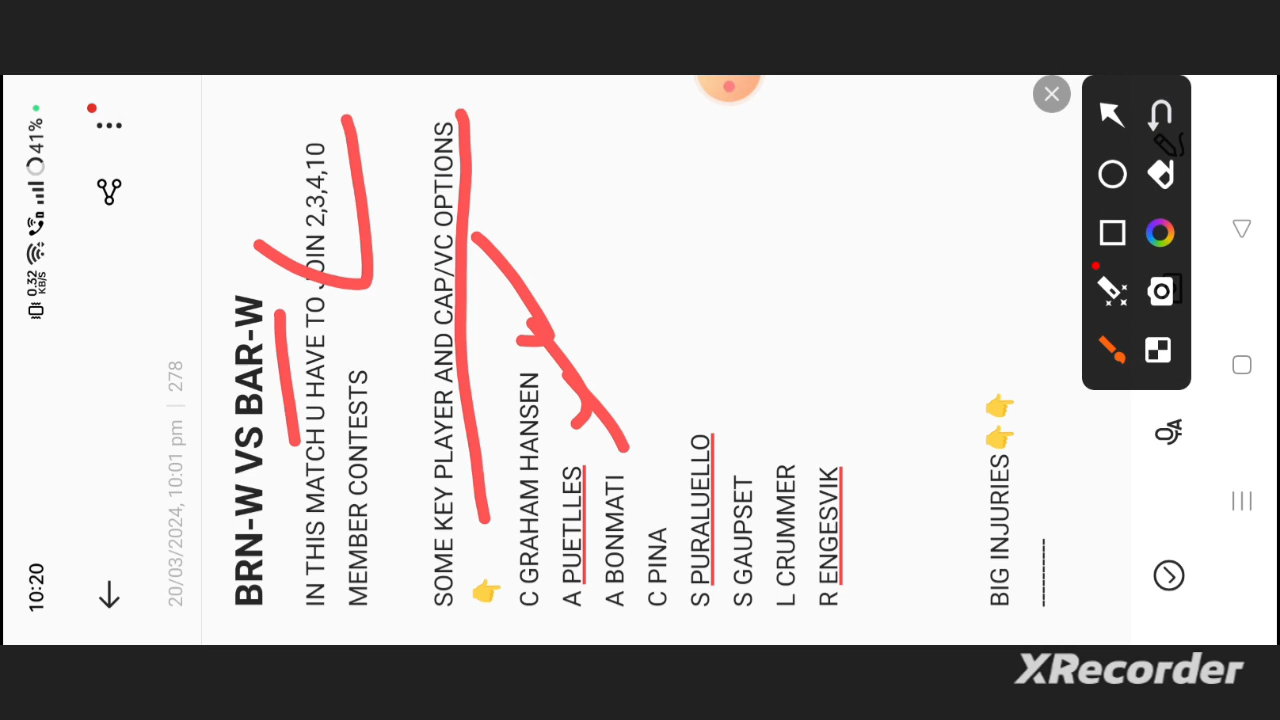 10:20
0.32
KB/S
41%
20/03/2024, 10:01 pm | 278
BRN-W VS BAR-W
IN THIS MATCH U HAVE TO JOIN 2,3,4,10
MEMBER CONTESTS
SOME KEY PLAYER AND CAP/VC OPTIONS
👉
C GRAHAM HANSEN
A PUETLLES
A BONMATI
C PINA
S PURALUELLO
S GAUPSET
L CRUMMER
R ENGESVIK
BIG INJURIES 👉👉
----------------
XRecorder